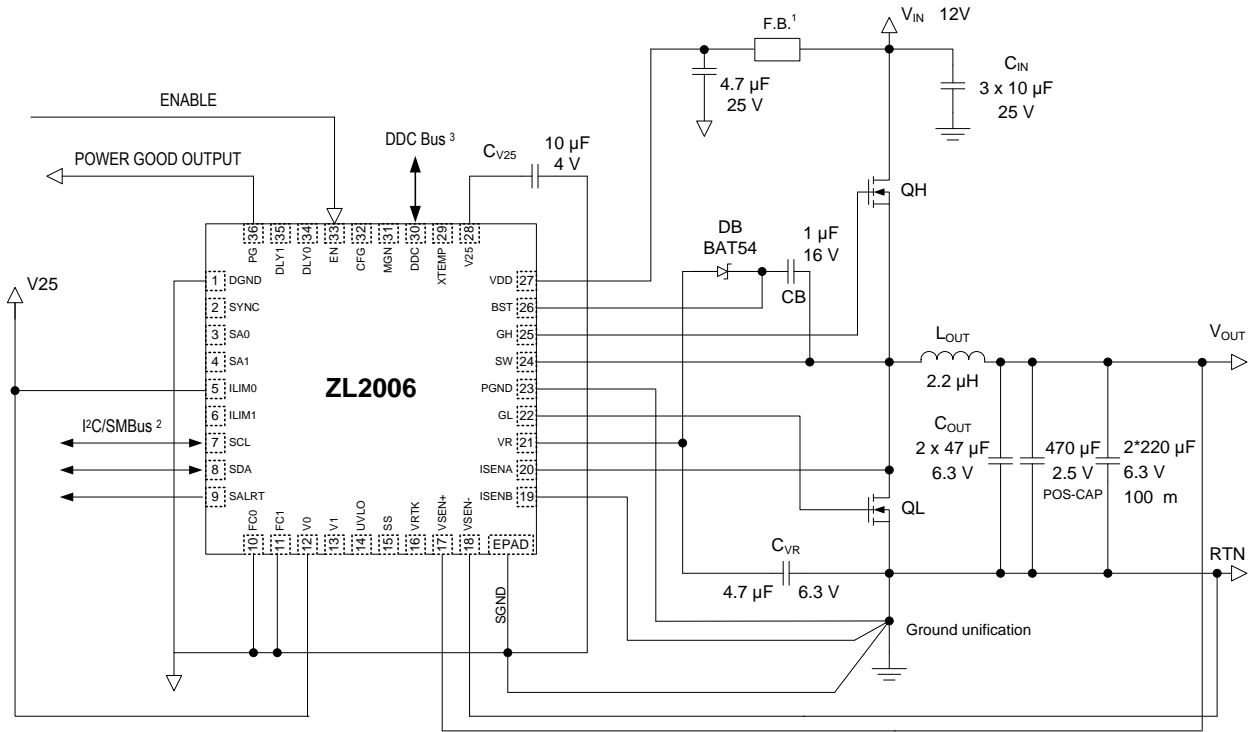 V_IN 12V
F.B.¹
4.7 µF
25 V
C_IN
3 x 10 µF
25 V
ENABLE
DDC Bus ³
C_V25
10 µF
4 V
POWER GOOD OUTPUT
QH
DB
BAT54
1 µF
16 V
CB
36 PG
35 DLY1
34 DLY0
33 EN
32 CFG
31 MGN
30 DDC
29 XTEMP
28 V25
V25
1 DGND
2 SYNC
3 SA0
4 SA1
5 ILIM0
6 ILIM1
7 SCL
8 SDA
9 SALRT
I²C/SMBus ²
ZL2006
VDD 27
BST 26
GH 25
SW 24
PGND 23
GL 22
VR 21
ISENA 20
ISENB 19
L_OUT
2.2 µH
V_OUT
C_OUT
2 x 47 µF
6.3 V
470 µF
2.5 V
POS-CAP
2*220 µF
6.3 V
100 m
QL
RTN
10 FC0
11 FC1
12 V0
13 V1
14 UVLO
15 SS
16 VRTK
17 VSEN+
18 VSEN-
EPAD
SGND
C_VR
4.7 µF 6.3 V
Ground unification